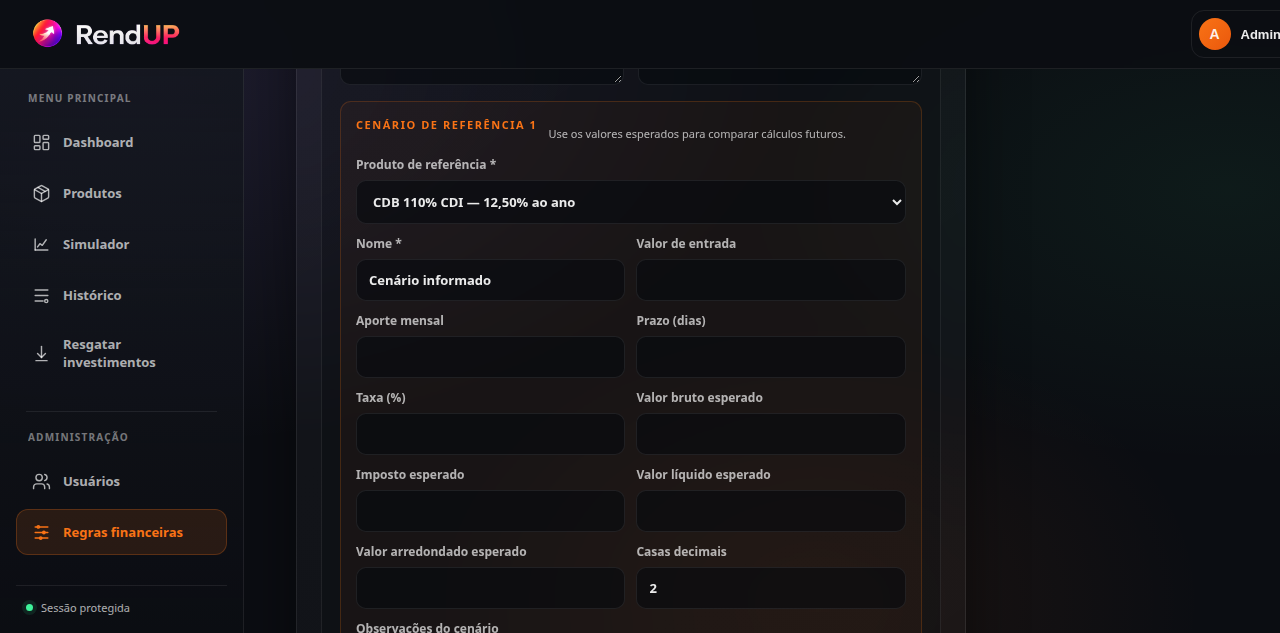 RendUP
A
Admin
MENU PRINCIPAL
Dashboard
Produtos
Simulador
Histórico
Resgatar
investimentos
ADMINISTRAÇÃO
Usuários
Regras financeiras
Sessão protegida
CENÁRIO DE REFERÊNCIA 1
Use os valores esperados para comparar cálculos futuros.
Produto de referência *
CDB 110% CDI — 12,50% ao ano
Nome *
Valor de entrada
Cenário informado
Aporte mensal
Prazo (dias)
Taxa (%)
Valor bruto esperado
Imposto esperado
Valor líquido esperado
Valor arredondado esperado
Casas decimais
2
Observações do cenário